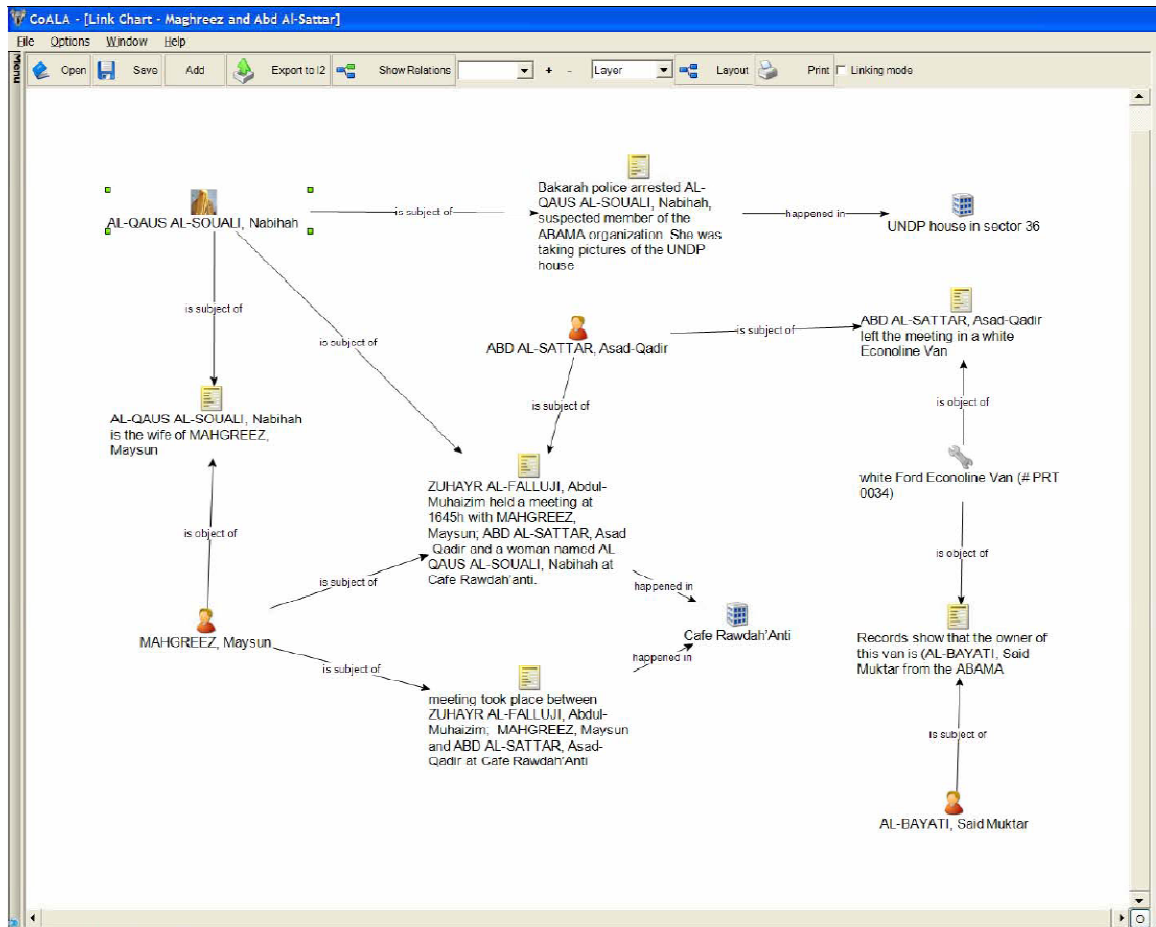 CoALA - [Link Chart - Maghreez and Abd Al-Sattar]
File Options Window Help
Menu
Open Save Add Export to I2 Show Relations + - Layer Layout Print Linking mode
AL-QAUS AL-SOUALI, Nabihah
is subject of
Bakarah police arrested AL-
QAUS AL-SOUALI, Nabihah,
suspected member of the
ABAMA organization. She was
taking pictures of the UNDP
house
happened in
UNDP house in sector 36
is subject of
is subject of
ABD AL-SATTAR, Asad-Qadir
is subject of
ABD AL-SATTAR, Asad-Qadir
left the meeting in a white
Econoline Van
is subject of
is object of
AL-QAUS AL-SOUALI, Nabihah
is the wife of MAHGREEZ,
Maysun
white Ford Econoline Van (# PRT
0034)
ZUHAYR AL-FALLUJI, Abdul-
Muhaizim held a meeting at
1645h with MAHGREEZ,
Maysun; ABD AL-SATTAR, Asad
Qadir and a woman named AL
QAUS AL-SOUALI, Nabihah at
Cafe Rawdah'anti.
is object of
is object of
is subject of
happened in
MAHGREEZ, Maysun
Cafe Rawdah'Anti
Records show that the owner of
this van is (AL-BAYATI, Said
Muktar from the ABAMA
is subject of
happened in
meeting took place between
ZUHAYR AL-FALLUJI, Abdul-
Muhaizim; MAHGREEZ, Maysun
and ABD AL-SATTAR, Asad-
Qadir at Cafe Rawdah'Anti
is subject of
AL-BAYATI, Said Muktar